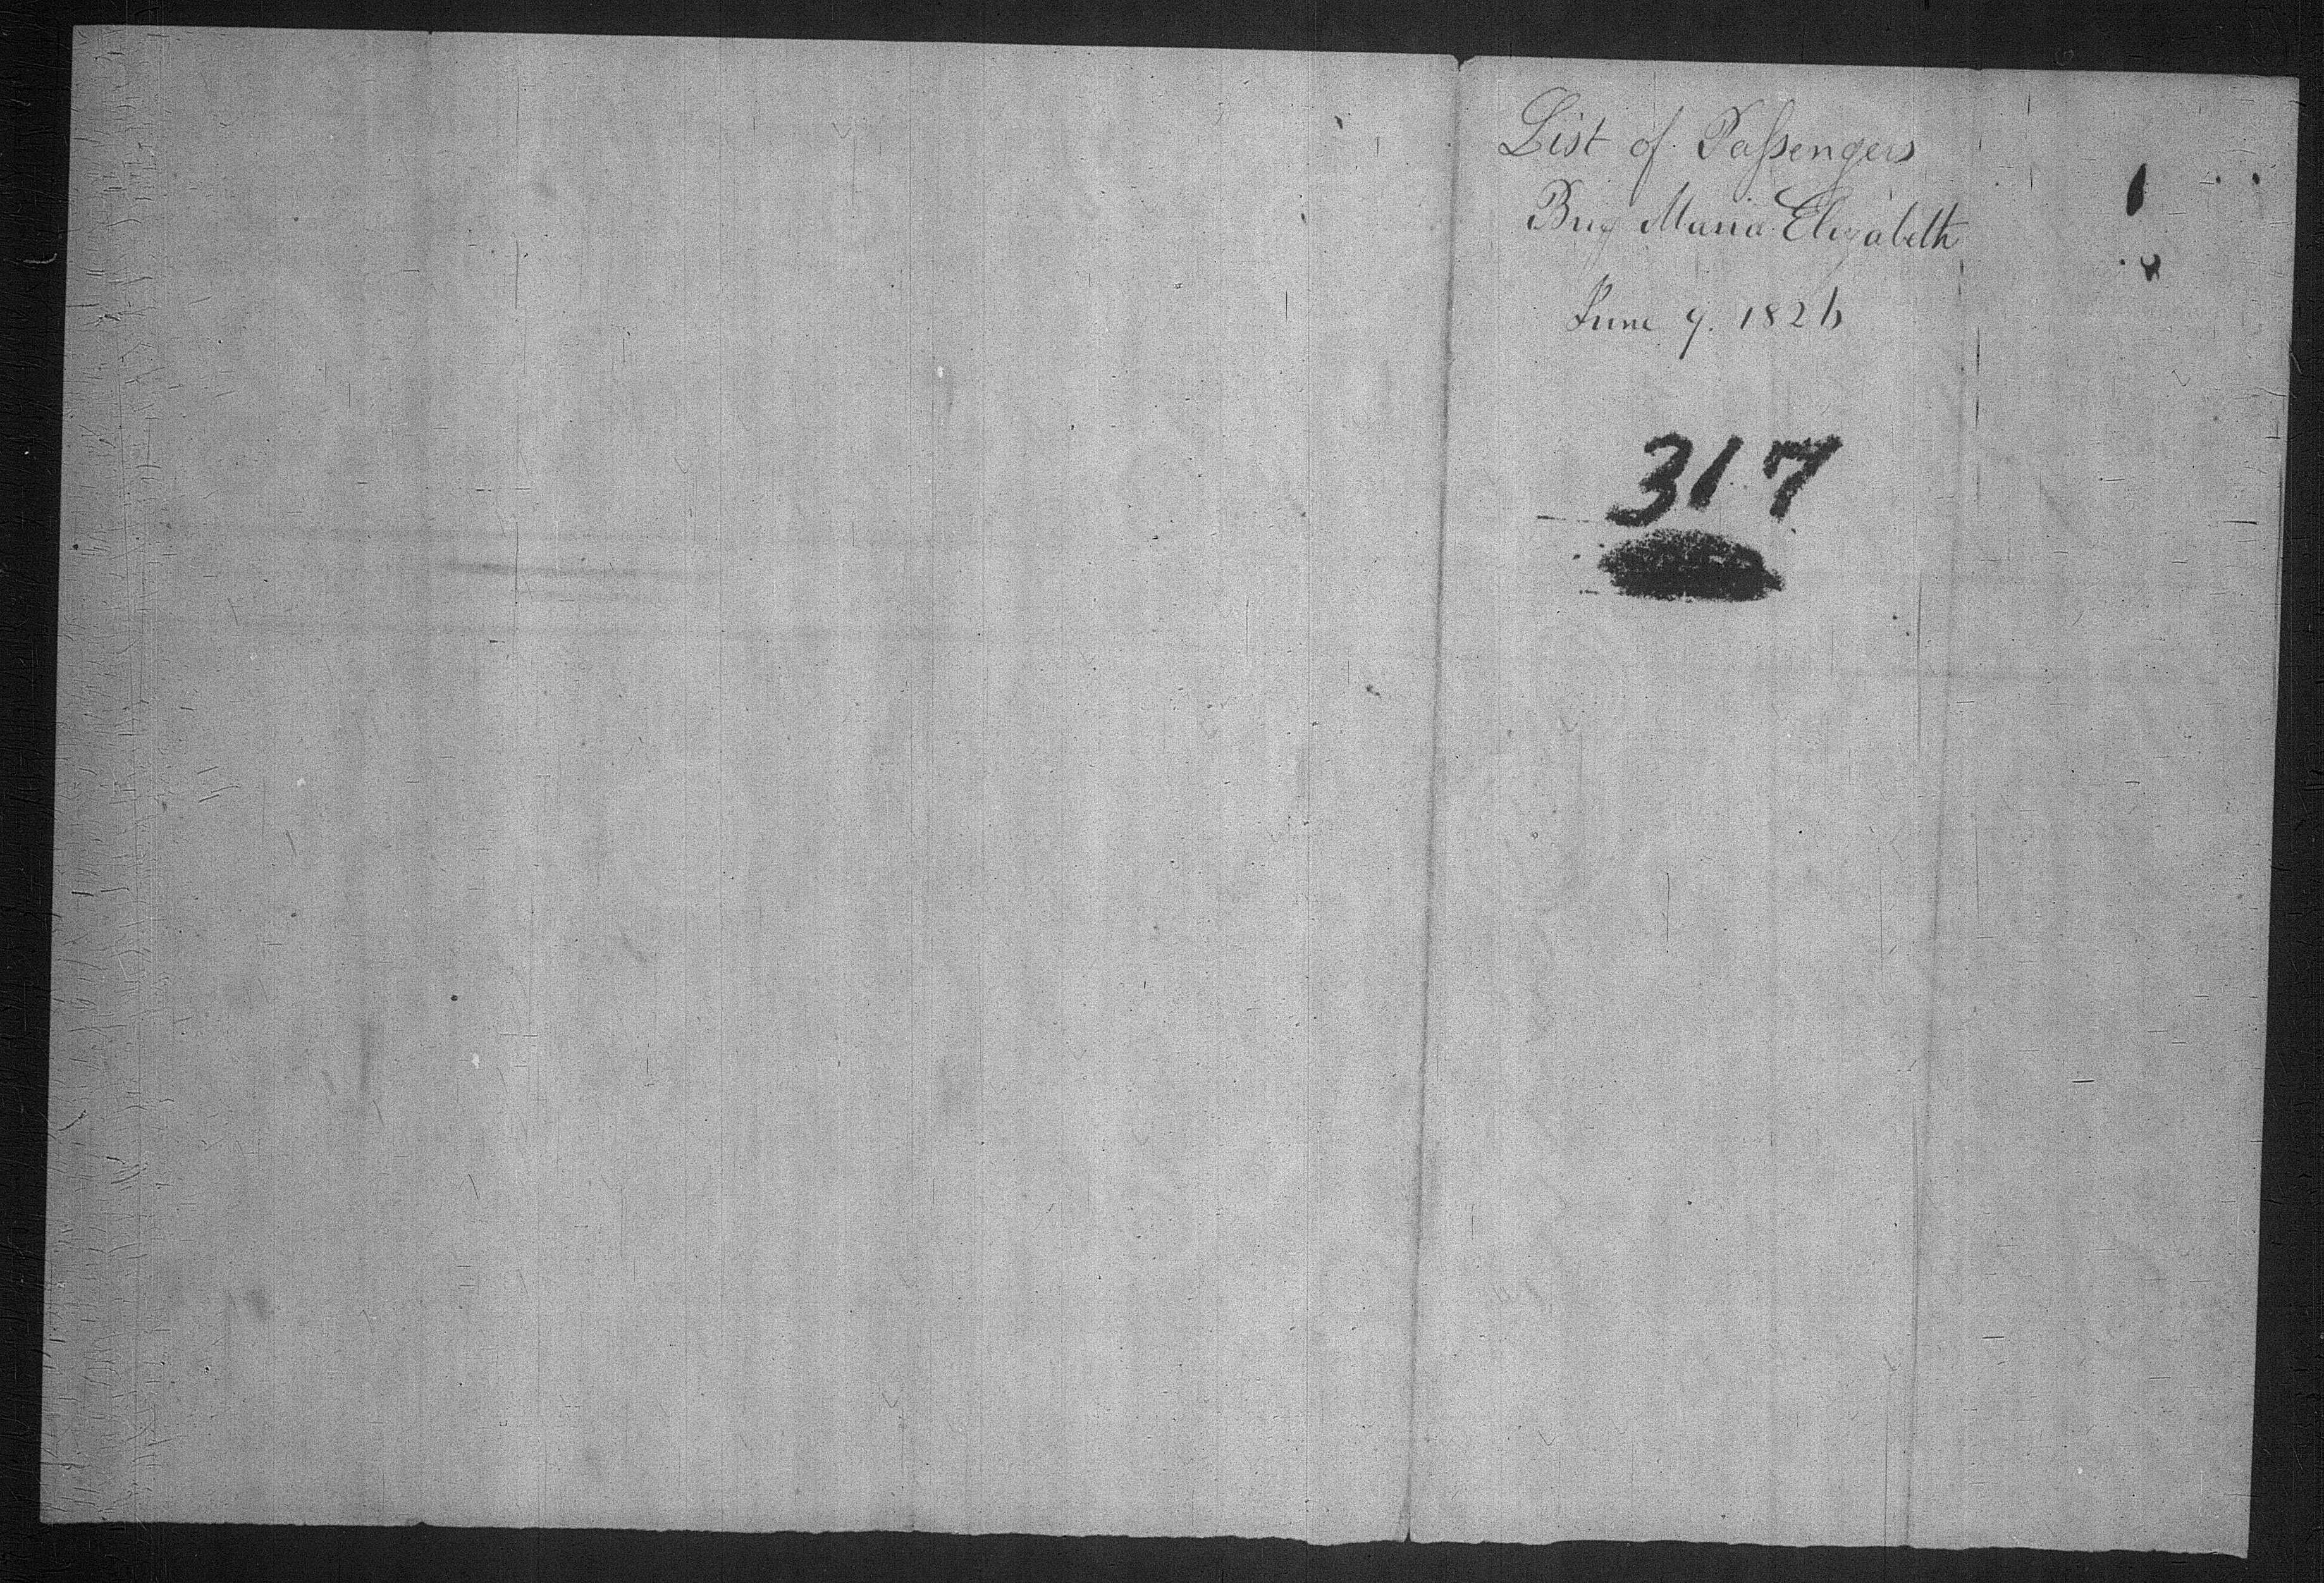 List of Passengers
Brig Maria Elizabeth
June 9. 1826
317